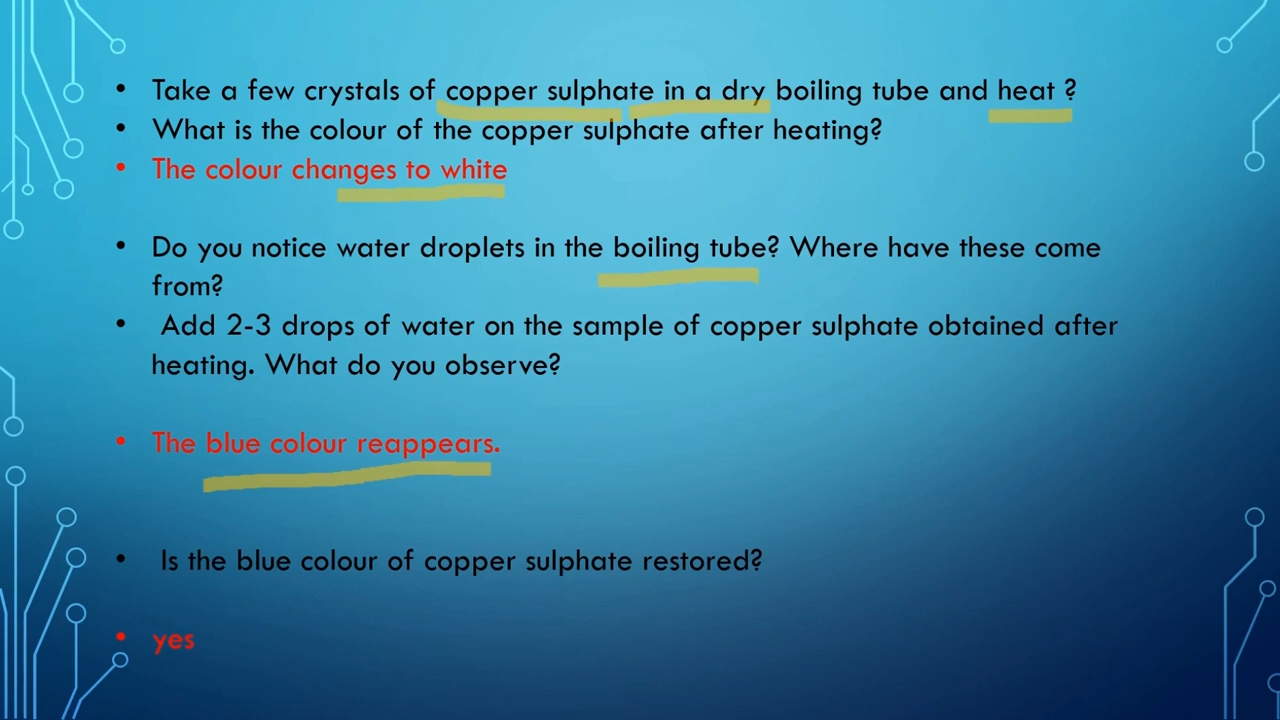 • Take a few crystals of copper sulphate in a dry boiling tube and heat ?
• What is the colour of the copper sulphate after heating?
• The colour changes to white
• Do you notice water droplets in the boiling tube? Where have these come
from?
• Add 2-3 drops of water on the sample of copper sulphate obtained after
heating. What do you observe?
• The blue colour reappears.
• Is the blue colour of copper sulphate restored?
• yes